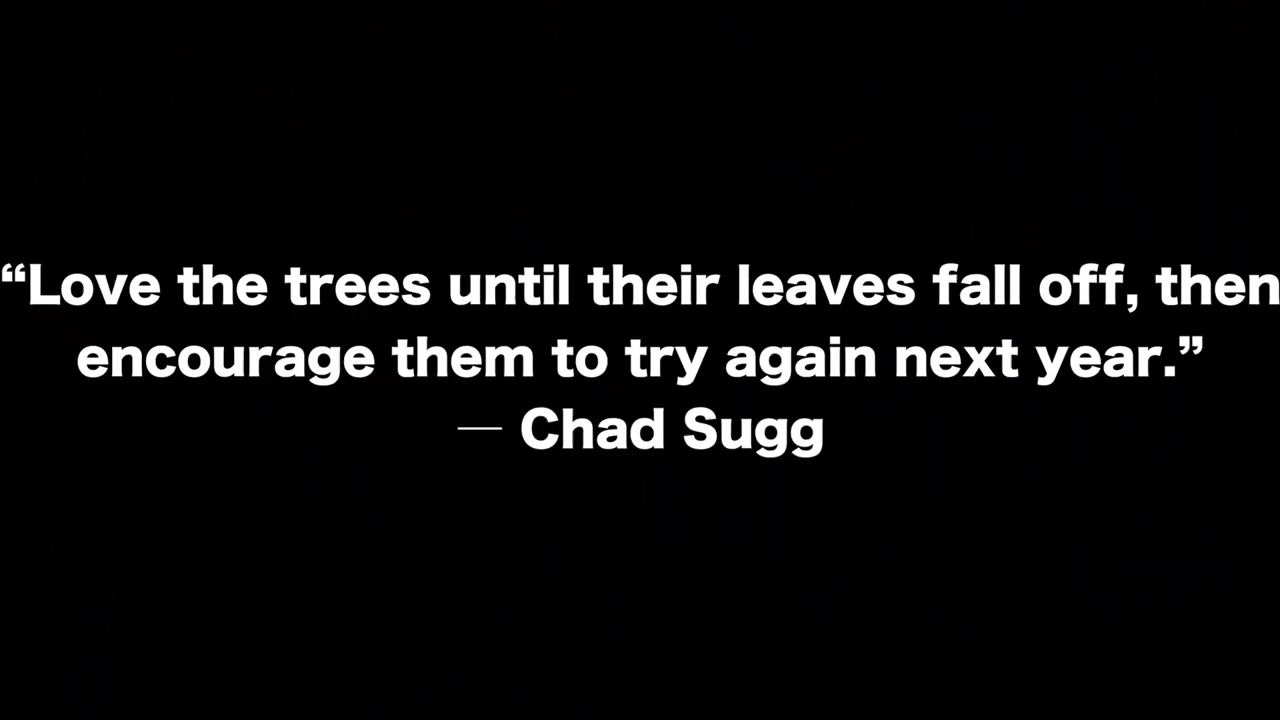 “Love the trees until their leaves fall off, then
encourage them to try again next year.”
— Chad Sugg